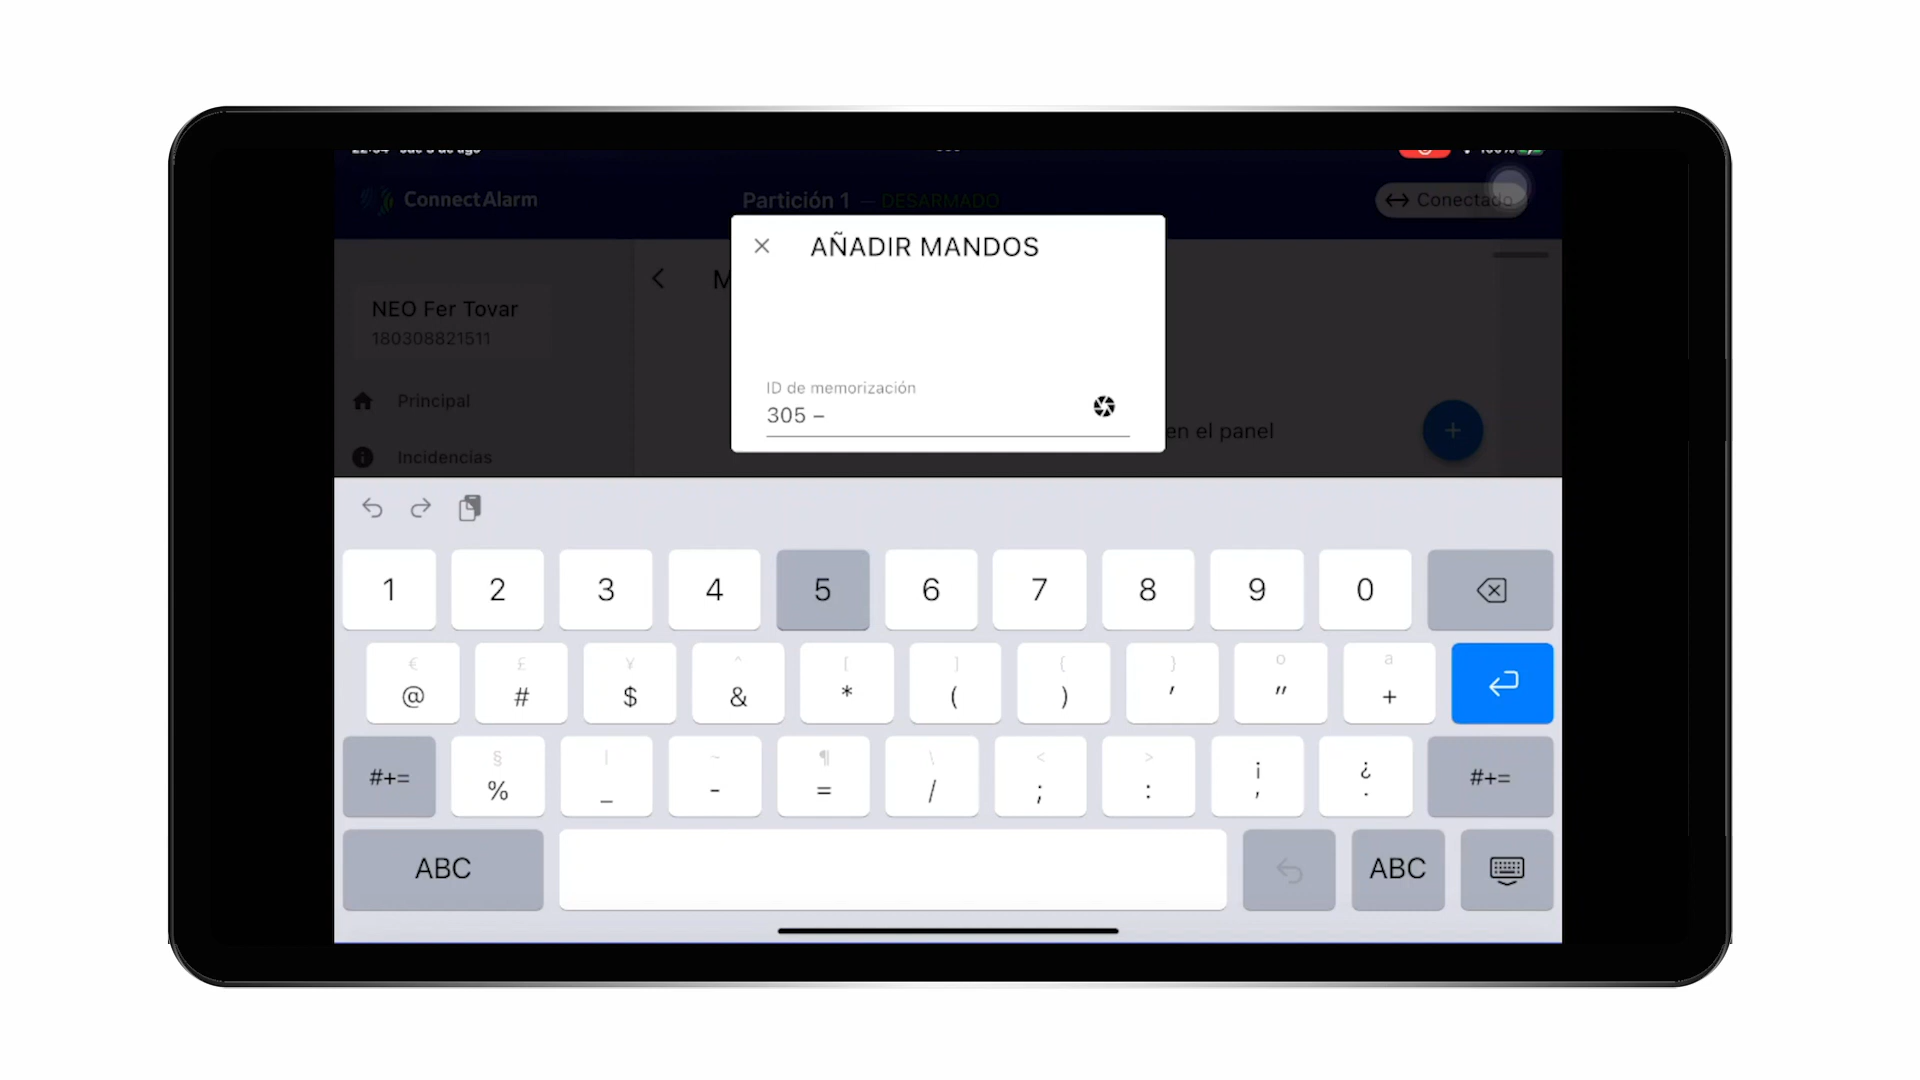 ConnectAlarm
Partición 1 — DESARMADO
Conectado
AÑADIR MANDOS
NEO Fer Tovar
180308821511
ID de memorización
305 –
Principal
en el panel
+
Incidencias
1 2 3 4 5 6 7 8 9 0
€ £ ¥ ^ [ ] { } o a
@ # $ & * ( ) ' " +
§ | ~ ¶ \ < > ¡ ¿
#+= % _ - = / ; : , . #+=
ABC ABC